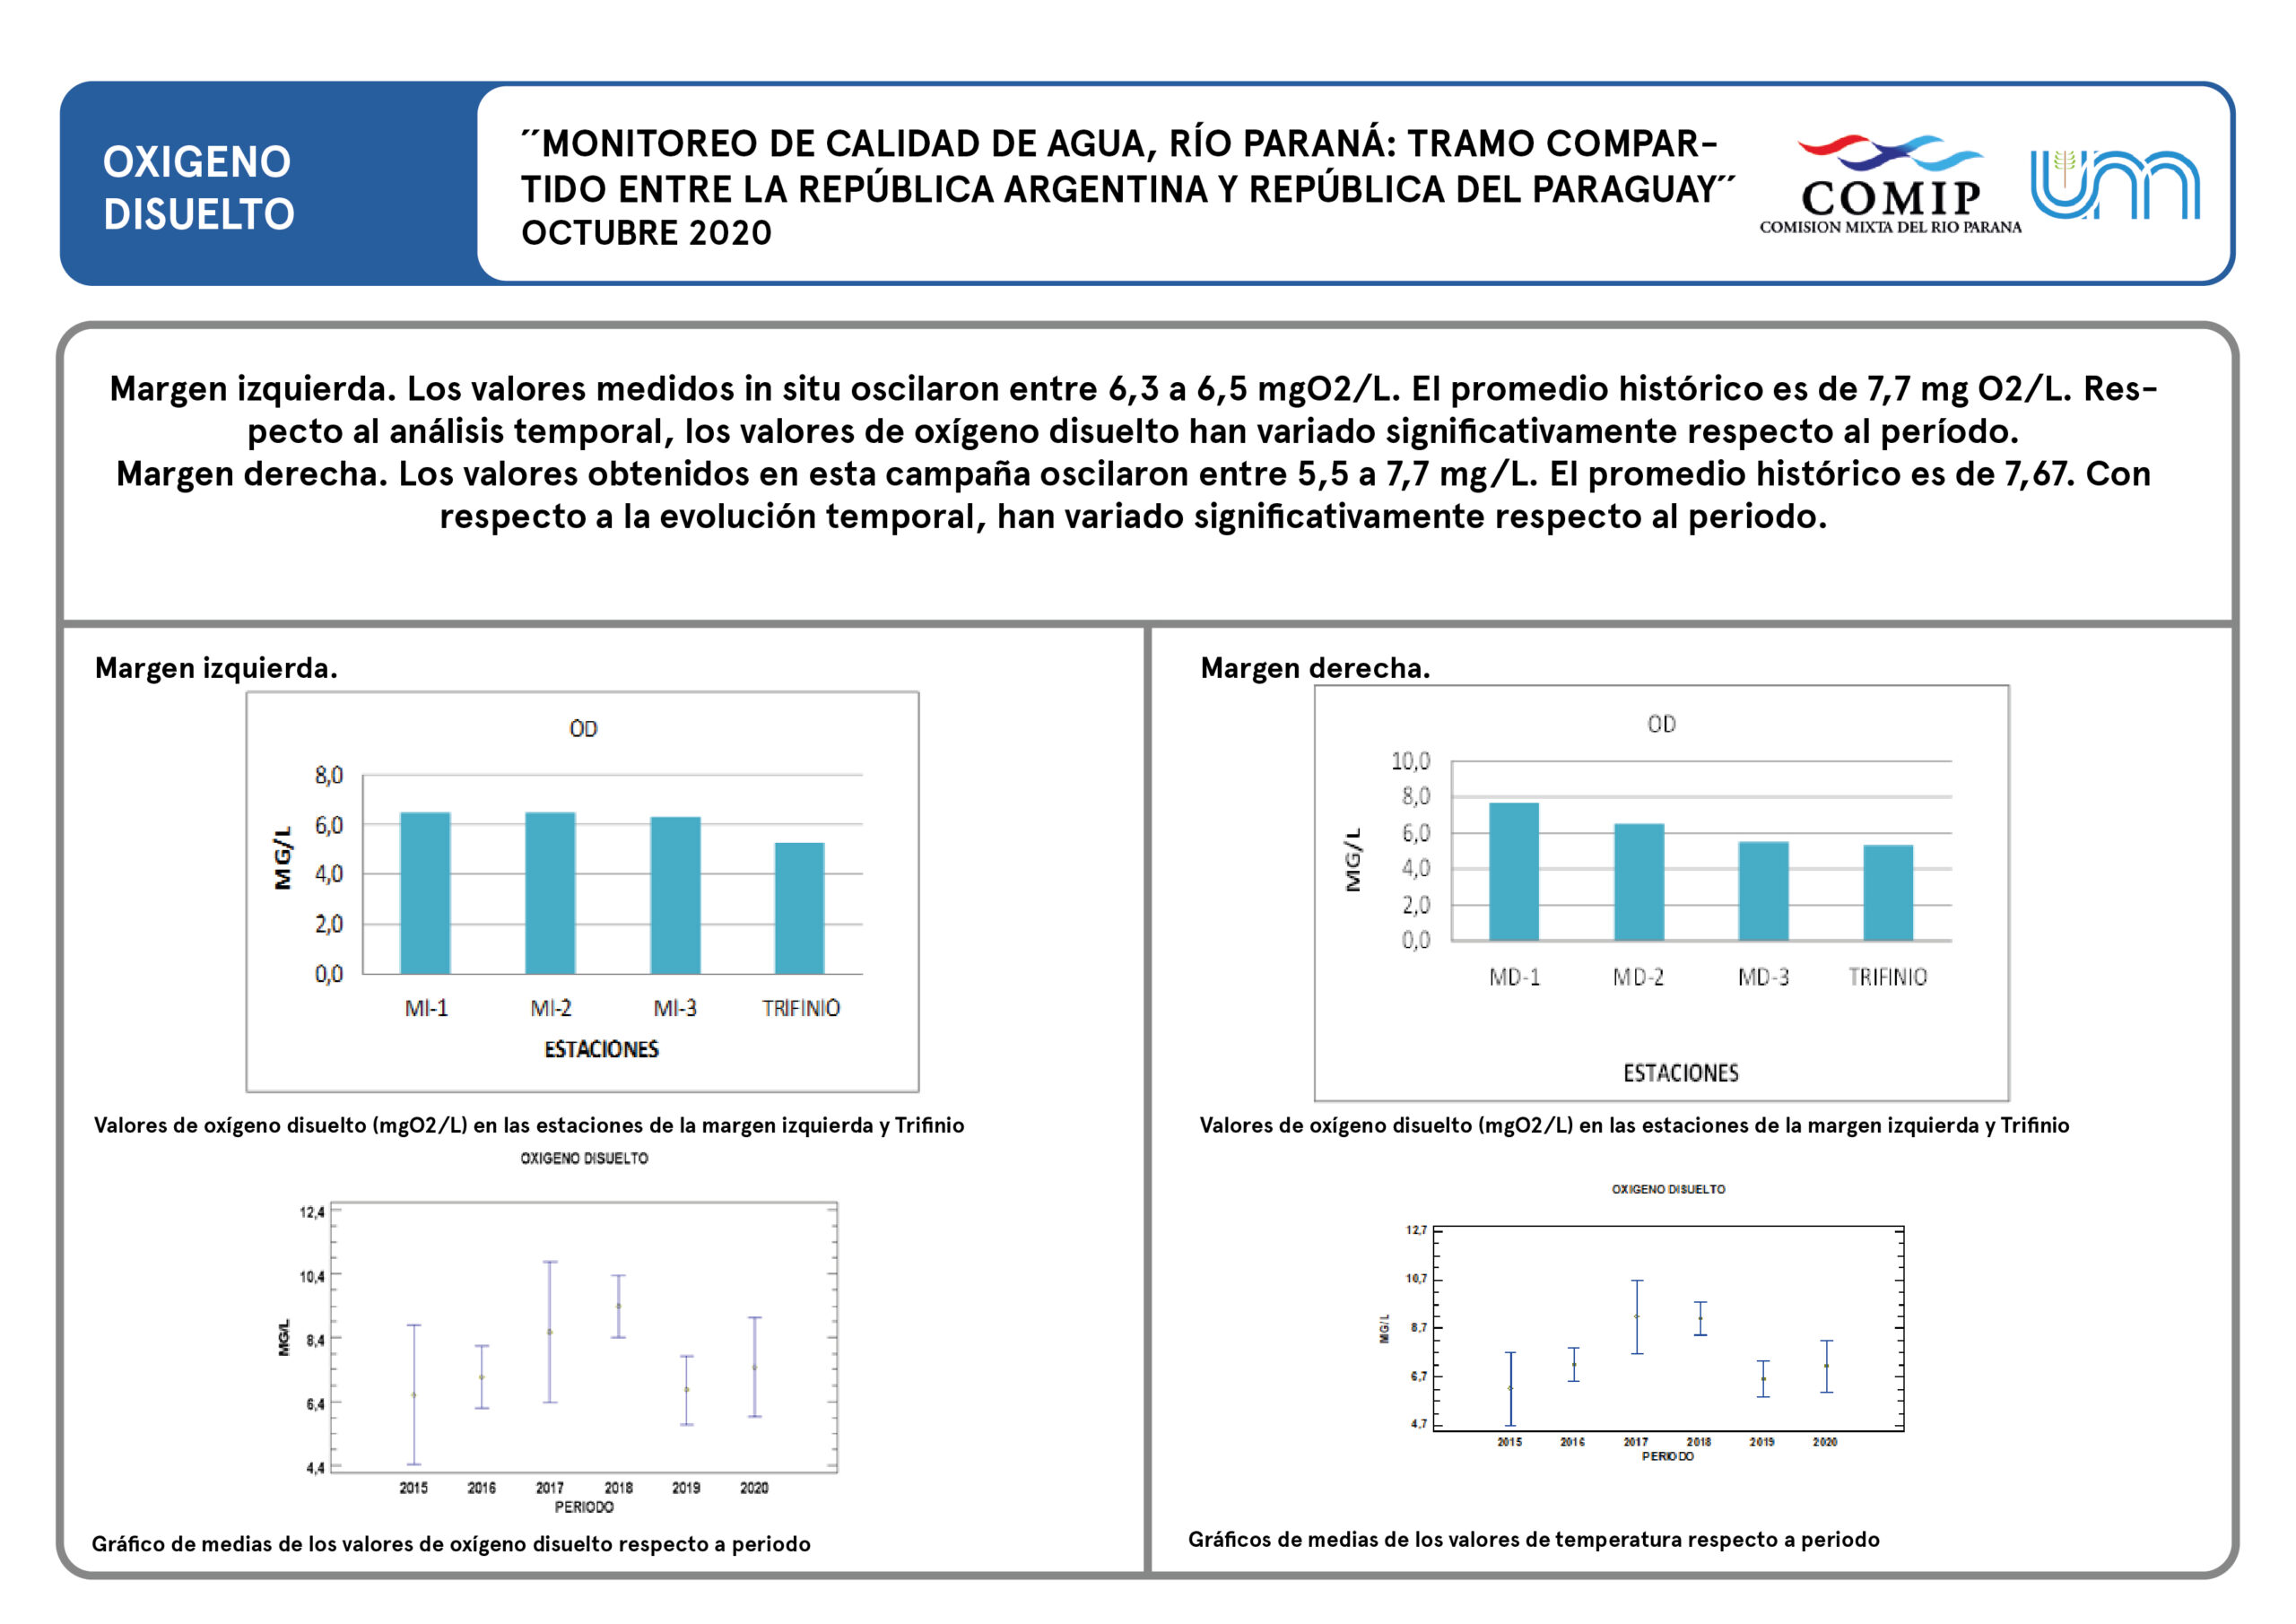 OXIGENO
DISUELTO
´´MONITOREO DE CALIDAD DE AGUA, RÍO PARANÁ: TRAMO COMPAR-
TIDO ENTRE LA REPÚBLICA ARGENTINA Y REPÚBLICA DEL PARAGUAY´´
OCTUBRE 2020
COMIP
COMISION MIXTA DEL RIO PARANA
um
Margen izquierda. Los valores medidos in situ oscilaron entre 6,3 a 6,5 mgO2/L. El promedio histórico es de 7,7 mg O2/L. Res-
pecto al análisis temporal, los valores de oxígeno disuelto han variado significativamente respecto al período.
Margen derecha. Los valores obtenidos en esta campaña oscilaron entre 5,5 a 7,7 mg/L. El promedio histórico es de 7,67. Con
respecto a la evolución temporal, han variado significativamente respecto al periodo.
Margen izquierda.
OD
8,0
6,0
4,0
2,0
0,0
MG/L
MI-1 MI-2 MI-3 TRIFINIO
ESTACIONES
Valores de oxígeno disuelto (mgO2/L) en las estaciones de la margen izquierda y Trifinio
OXIGENO DISUELTO
12,4
10,4
8,4
6,4
4,4
MG/L
2015 2016 2017 2018 2019 2020
PERIODO
Gráfico de medias de los valores de oxígeno disuelto respecto a periodo
Margen derecha.
OD
10,0
8,0
6,0
4,0
2,0
0,0
MG/L
MD-1 MD-2 MD-3 TRIFINIO
ESTACIONES
Valores de oxígeno disuelto (mgO2/L) en las estaciones de la margen izquierda y Trifinio
OXIGENO DISUELTO
12,7
10,7
8,7
6,7
4,7
MG/L
2015 2016 2017 2018 2019 2020
PERIODO
Gráficos de medias de los valores de temperatura respecto a periodo